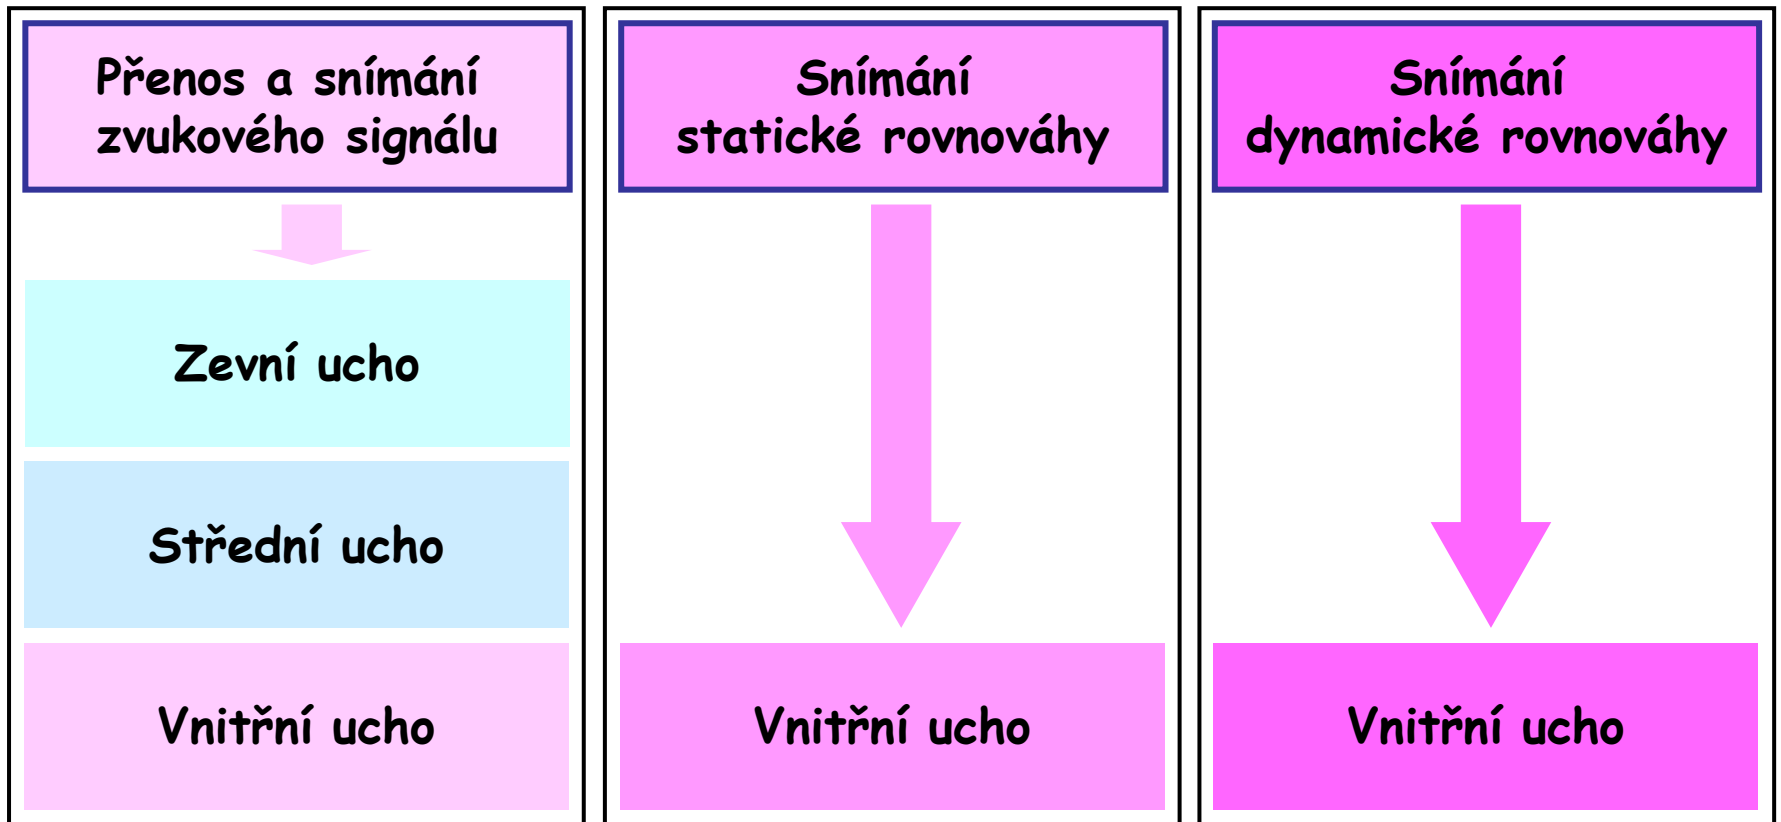 Přenos a snímání
zvukového signálu
Zevní ucho
Střední ucho
Vnitřní ucho
Snímání
statické rovnováhy
Vnitřní ucho
Snímání
dynamické rovnováhy
Vnitřní ucho